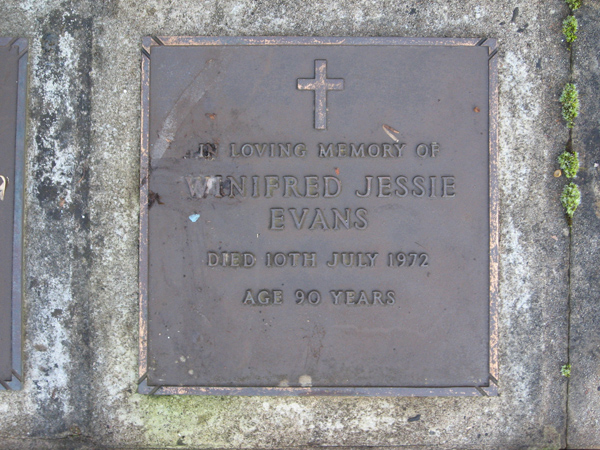 IN LOVING MEMORY OF
WINIFRED JESSIE
EVANS
DIED 10TH JULY 1972
AGE 90 YEARS